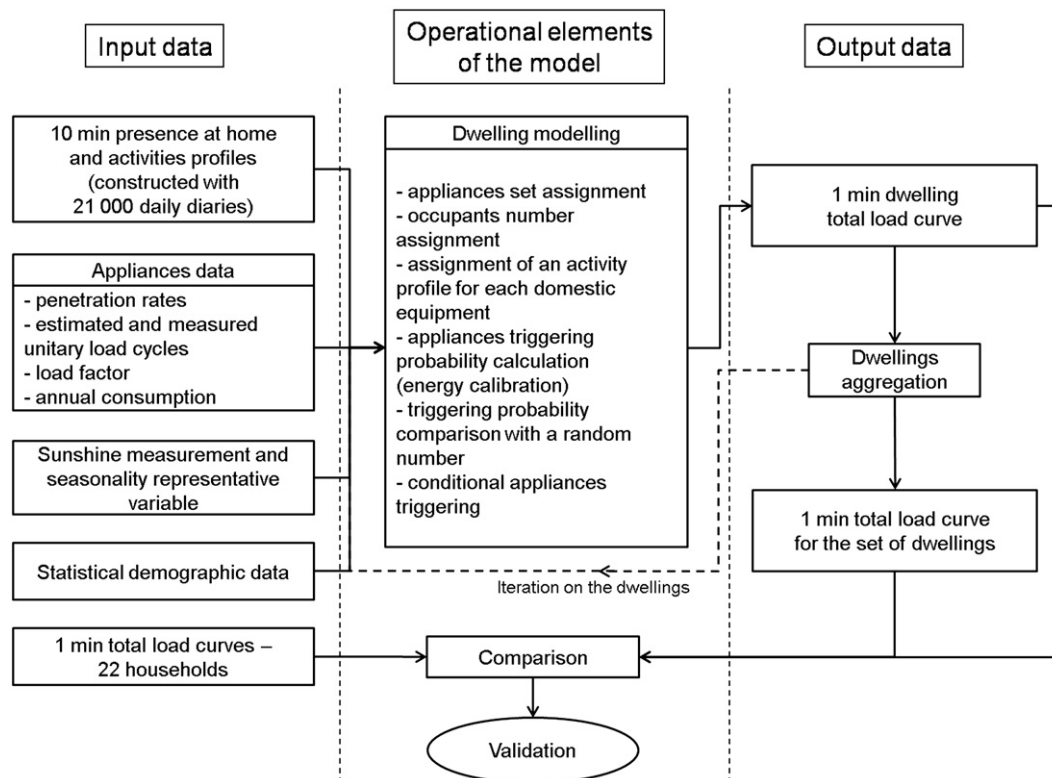 Input data
Operational elements
of the model
Output data
10 min presence at home
and activities profiles
(constructed with
21 000 daily diaries)
Appliances data
- penetration rates
- estimated and measured
unitary load cycles
- load factor
- annual consumption
Sunshine measurement and
seasonality representative
variable
Statistical demographic data
1 min total load curves –
22 households
Dwelling modelling
- appliances set assignment
- occupants number
assignment
- assignment of an activity
profile for each domestic
equipment
- appliances triggering
probability calculation
(energy calibration)
- triggering probability
comparison with a random
number
- conditional appliances
triggering
Iteration on the dwellings
Comparison
Validation
1 min dwelling
total load curve
Dwellings
aggregation
1 min total load curve
for the set of dwellings